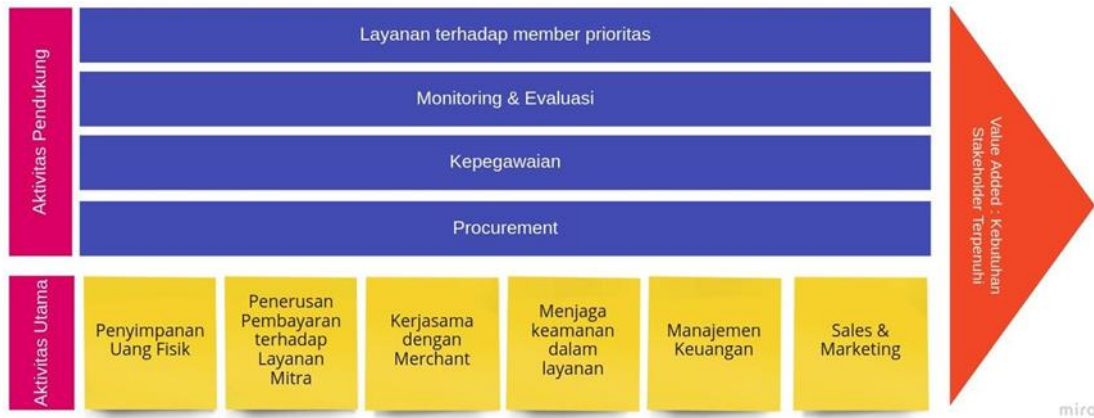 Aktivitas Pendukung
Layanan terhadap member prioritas
Monitoring & Evaluasi
Kepegawaian
Procurement
Value Added : Kebutuhan
Stakeholder Terpenuhi
Aktivitas Utama
Penyimpanan
Uang Fisik
Penerusan
Pembayaran
terhadap
Layanan
Mitra
Kerjasama
dengan
Merchant
Menjaga
keamanan
dalam
layanan
Manajemen
Keuangan
Sales &
Marketing
miro